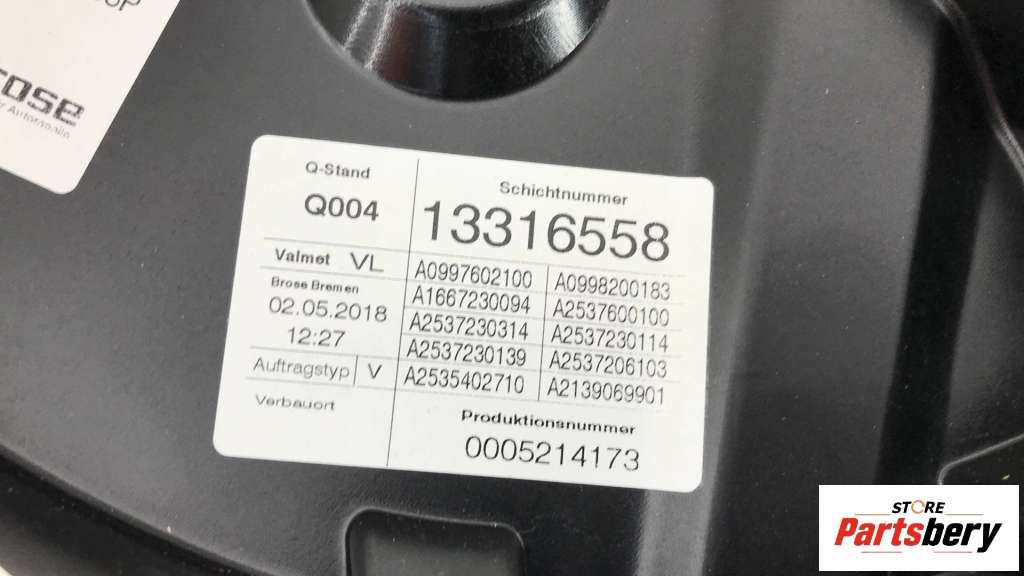 rose
Q-Stand
Q004
Schichtnummer
13316558
Valmet VL
Brose Bremen
02.05.2018
12:27
Auftragstyp V
Verbauort
A0997602100 A0998200183
A1667230094 A2537600100
A2537230314 A2537230114
A2537230139 A2537206103
A2535402710 A2139069901
Produktionsnummer
0005214173
STORE
Partsbery